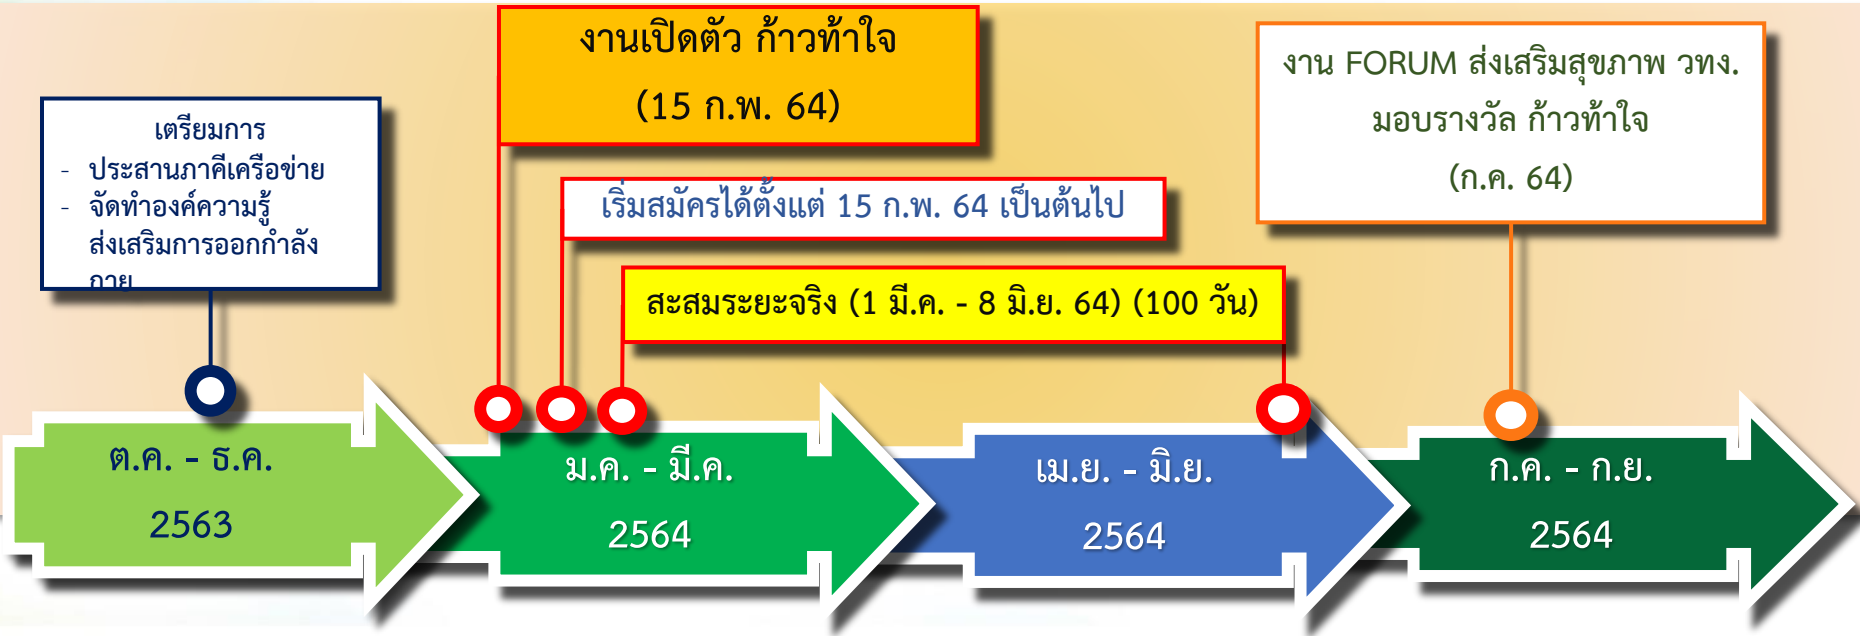 เตรียมการ
- ประสานภาคีเครือข่าย
- จัดทำองค์ความรู้
ส่งเสริมการออกกำลัง
กาย
งานเปิดตัว ก้าวท้าใจ
(15 ก.พ. 64)
เริ่มสมัครได้ตั้งแต่ 15 ก.พ. 64 เป็นต้นไป
สะสมระยะจริง (1 มี.ค. - 8 มิ.ย. 64) (100 วัน)
งาน FORUM ส่งเสริมสุขภาพ วทง.
มอบรางวัล ก้าวท้าใจ
(ก.ค. 64)
ต.ค. - ธ.ค.
2563
ม.ค. - มี.ค.
2564
เม.ย. - มิ.ย.
2564
ก.ค. - ก.ย.
2564